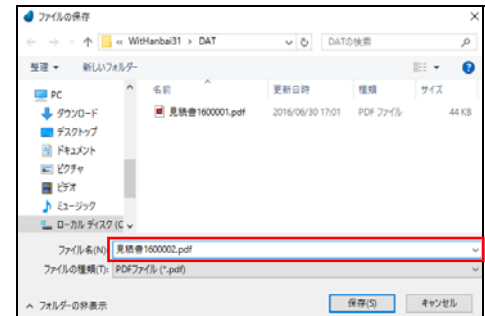 ファイルの保存
« WitHanbai31 > DAT
DATの検索
整理 新しいフォルダー
名前 更新日時 種類 サイズ
PC
見積書1600001.pdf 2016/06/30 17:01 PDF ファイル 44 KB
ダウンロード
デスクトップ
ドキュメント
ピクチャ
ビデオ
ミュージック
ローカル ディスク (C
ファイル名(N): 見積書1600002.pdf
ファイルの種類(T): PDFファイル (*.pdf)
フォルダーの非表示
保存(S) キャンセル